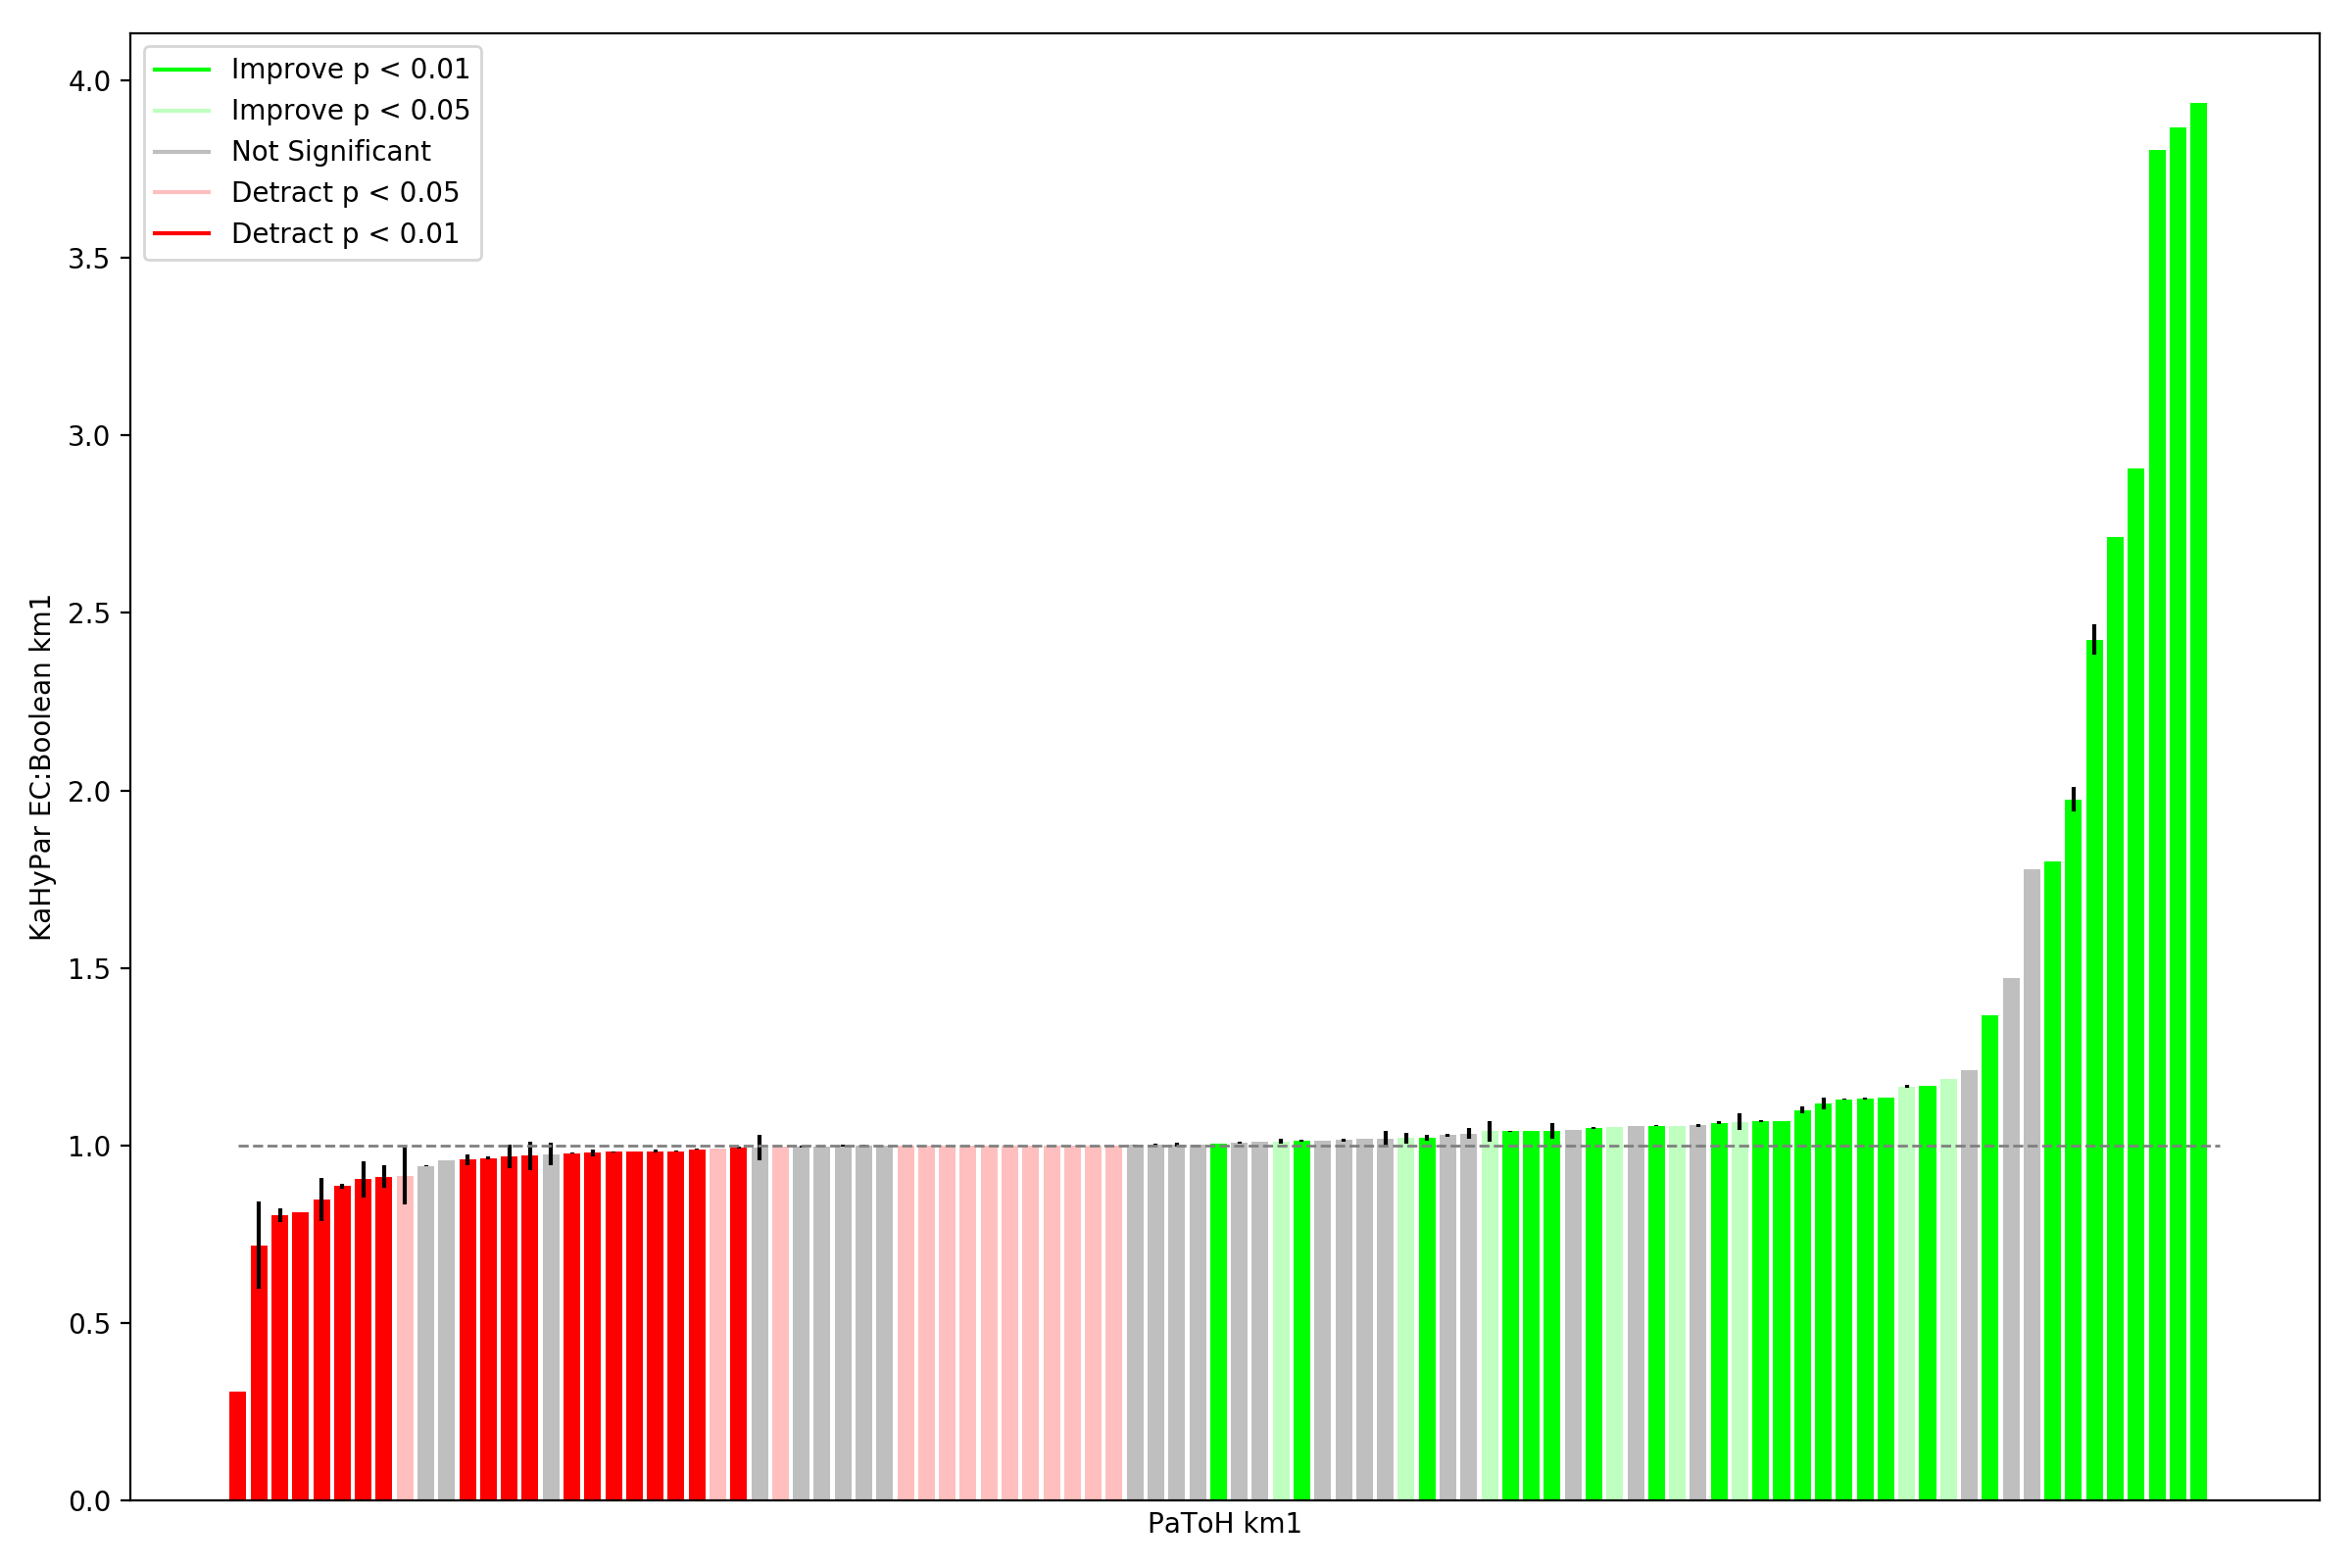 Improve p < 0.01
Improve p < 0.05
Not Significant
Detract p < 0.05
Detract p < 0.01
4.0
3.5
3.0
2.5
2.0
1.5
1.0
0.5
0.0
KaHyPar EC:Boolean km1
PaToH km1